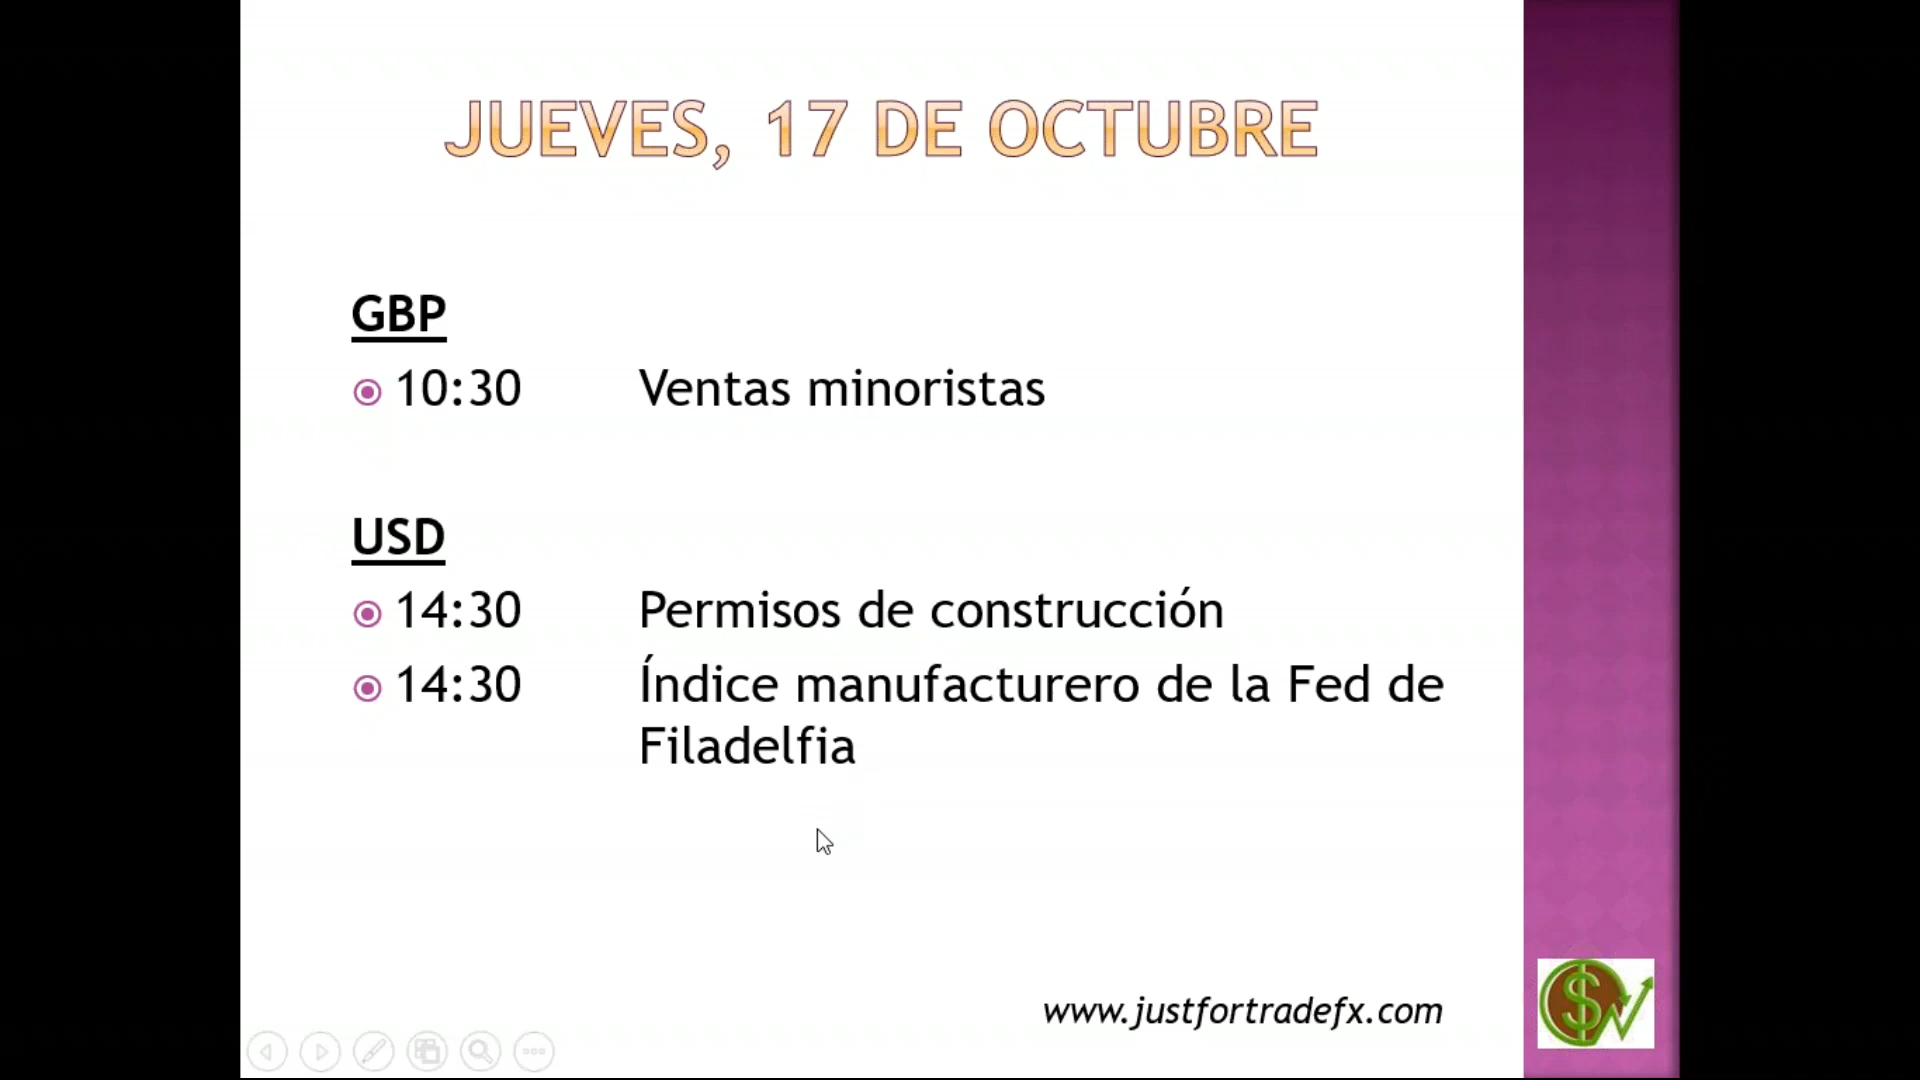 JUEVES, 17 DE OCTUBRE
GBP
10:30 Ventas minoristas
USD
14:30 Permisos de construcción
14:30 Índice manufacturero de la Fed de
Filadelfia
www.justfortradefx.com